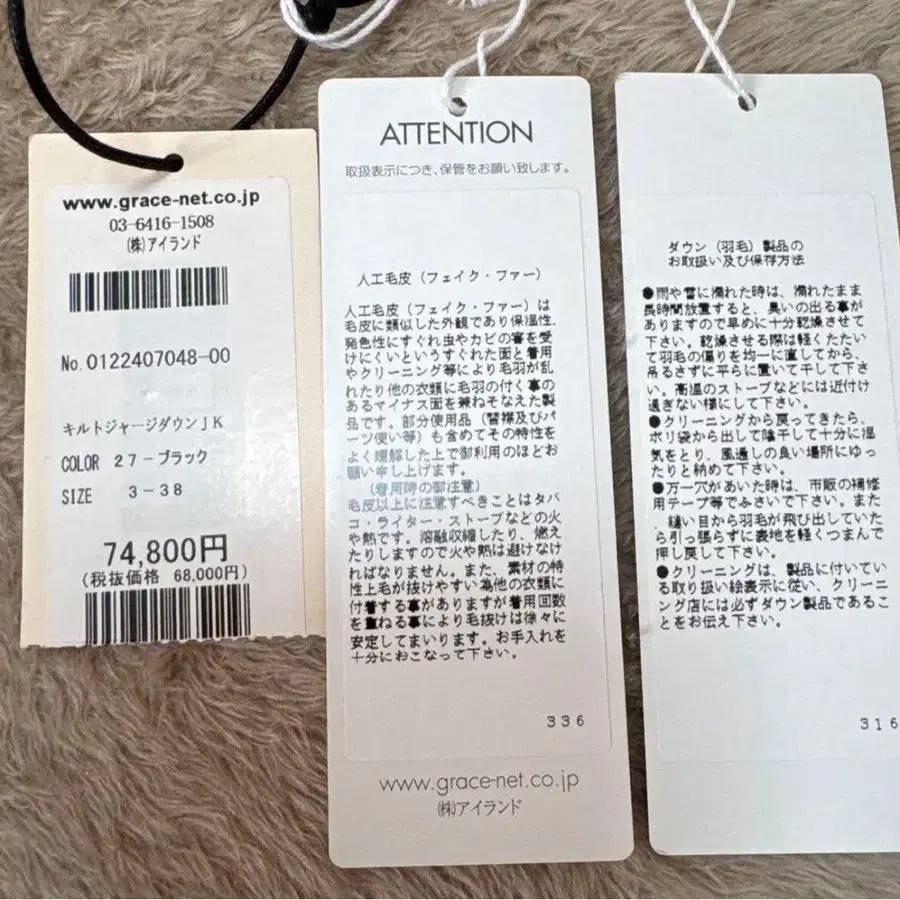 www.grace-net.co.jp
03-6416-1508
(株)アイランド
No.0122407048-00
キルトジャージダウンJK
COLOR 27-ブラック
SIZE 3-38
74,800円
(税抜価格 68,000円)
ATTENTION
取扱表示につき、保管をお願い致します。
人工毛皮(フェイク・ファー)
人工毛皮(フェイク・ファー)は
毛皮に類似した外観であり保温性、
発色性にすぐれ虫やカビの害を受
けにくいというすぐれた面と着用
やクリーニング等により毛羽が乱
れたり他の衣類に毛羽の付く事の
あるマイナス面を兼ねそなえた製
品です。部分使用品(替襟及びパ
ーツ使い等)も含めてその特性を
よく理解した上で御利用のほどお
願い申し上げます。
(着用時の御注意)
毛皮以上に注意すべきことはタバ
コ・ライター・ストーブなどの火
や熱です。溶融収縮したり、燃え
たりしますので火や熱は避けなけ
ればなりません。また、素材の特
性上毛が抜けやすい為他の衣類に
付着する事がありますが着用回数
を重ねる事により毛抜けは徐々に
安定してまいります。お手入れを
十分におこなって下さい。
336
www.grace-net.co.jp
(株)アイランド
ダウン(羽毛)製品の
お取扱い及び保存方法
●雨や雪に濡れた時は、濡れたまま
長時間放置すると、臭いの出る事が
ありますので早めに十分乾燥させて
下さい。乾燥させる際は軽くたたい
て羽毛の偏りを均一に直してから、
吊るさずに平らに置いて干して下さ
い。高温のストーブなどには近付け
過ぎない様にして下さい。
●クリーニングから戻ってきたら、
ポリ袋から出して陰干して十分に湿
気をとり、風通しの良い場所にゆっ
たりと納めて下さい。
●万一穴があいた時は、市販の補修
用テープ等でふさいで下さい。また
、縫い目から羽毛が飛び出していた
ら引っ張らずに表地を軽くつまんで
押し戻して下さい。
●クリーニングは、製品に付いてい
る取り扱い絵表示に従い、クリーニ
ング店には必ずダウン製品であるこ
とをお伝え下さい。
316